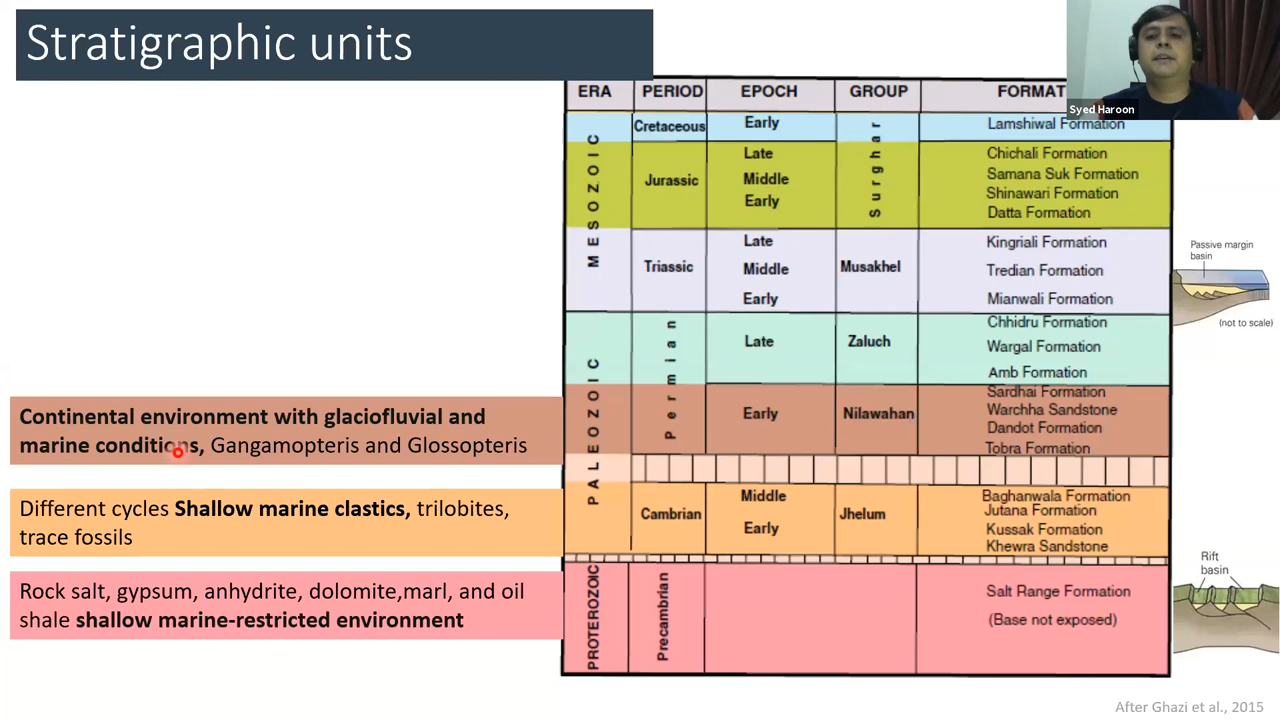 Stratigraphic units
Syed Haroon
ERA PERIOD EPOCH GROUP FORMAT
MESOZOIC
Cretaceous Early Surghar Lamshiwal Formation
Jurassic
Late Chichali Formation
Middle Samana Suk Formation
Early Shinawari Formation
Datta Formation
Triassic Musakhel
Late Kingriali Formation
Middle Tredian Formation
Early Mianwali Formation
PALEOZOIC
Permian
Late Zaluch
Chhidru Formation
Wargal Formation
Amb Formation
Early Nilawahan
Sardhai Formation
Warchha Sandstone
Dandot Formation
Tobra Formation
Cambrian Jhelum
Middle Baghanwala Formation
Jutana Formation
Early Kussak Formation
Khewra Sandstone
PROTEROZOIC
Precambrian
Salt Range Formation
(Base not exposed)
Continental environment with glaciofluvial and
marine conditions, Gangamopteris and Glossopteris
Different cycles Shallow marine clastics, trilobites,
trace fossils
Rock salt, gypsum, anhydrite, dolomite,marl, and oil
shale shallow marine-restricted environment
Passive margin
basin
(not to scale)
Rift
basin
After Ghazi et al., 2015